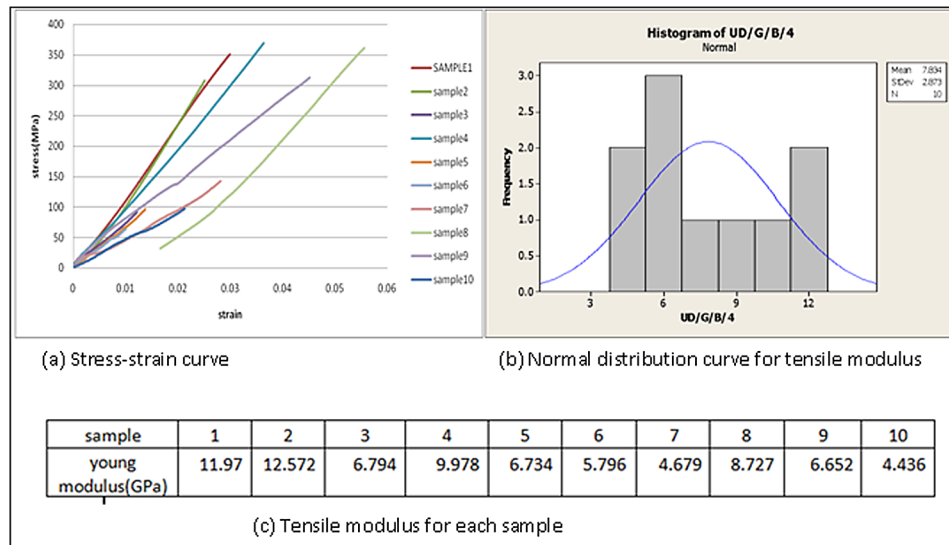 400
350
300
250
200
150
100
50
0
stress(MPa)
0 0.01 0.02 0.03 0.04 0.05 0.06
strain
SAMPLE1
sample2
sample3
sample4
sample5
sample6
sample7
sample8
sample9
sample10
(a) Stress-strain curve
Histogram of UD/G/B/4
Normal
Mean 7.834
StDev 2.873
N 10
3.0
2.5
2.0
1.5
1.0
0.5
0.0
Frequency
3 6 9 12
UD/G/B/4
(b) Normal distribution curve for tensile modulus
sample 1 2 3 4 5 6 7 8 9 10
young 11.97 12.572 6.794 9.978 6.734 5.796 4.679 8.727 6.652 4.436
modulus(GPa)
(c) Tensile modulus for each sample